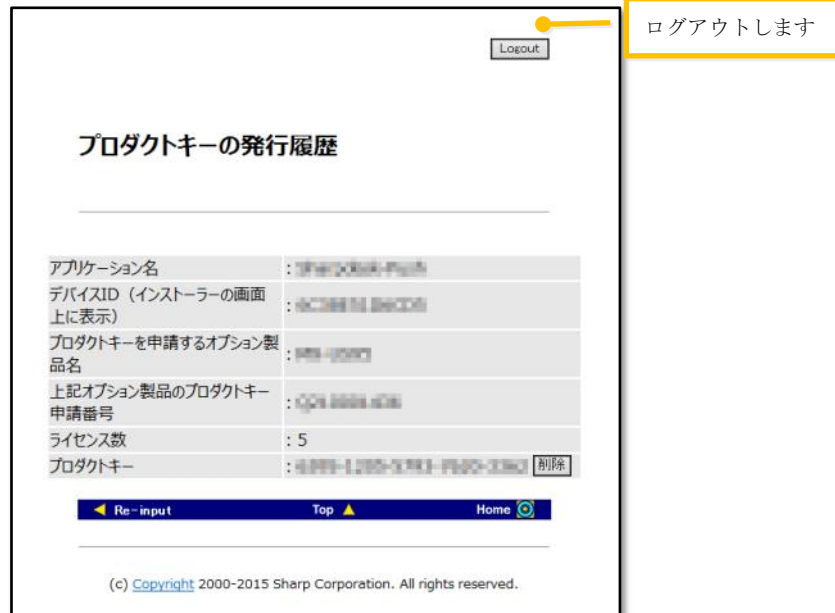 ログアウトします
Logout
プロダクトキーの発行履歴
アプリケーション名 :
デバイスID（インストーラーの画面
上に表示） :
プロダクトキーを申請するオプション製
品名 :
上記オプション製品のプロダクトキー
申請番号 :
ライセンス数 : 5
プロダクトキー : 削除
Re-input Top Home
(c) Copyright 2000-2015 Sharp Corporation. All rights reserved.